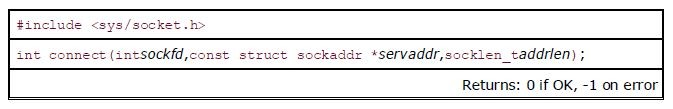 #include <sys/socket.h>
int connect(intsockfd,const struct sockaddr *servaddr,socklen_taddrlen);
Returns: 0 if OK, -1 on error